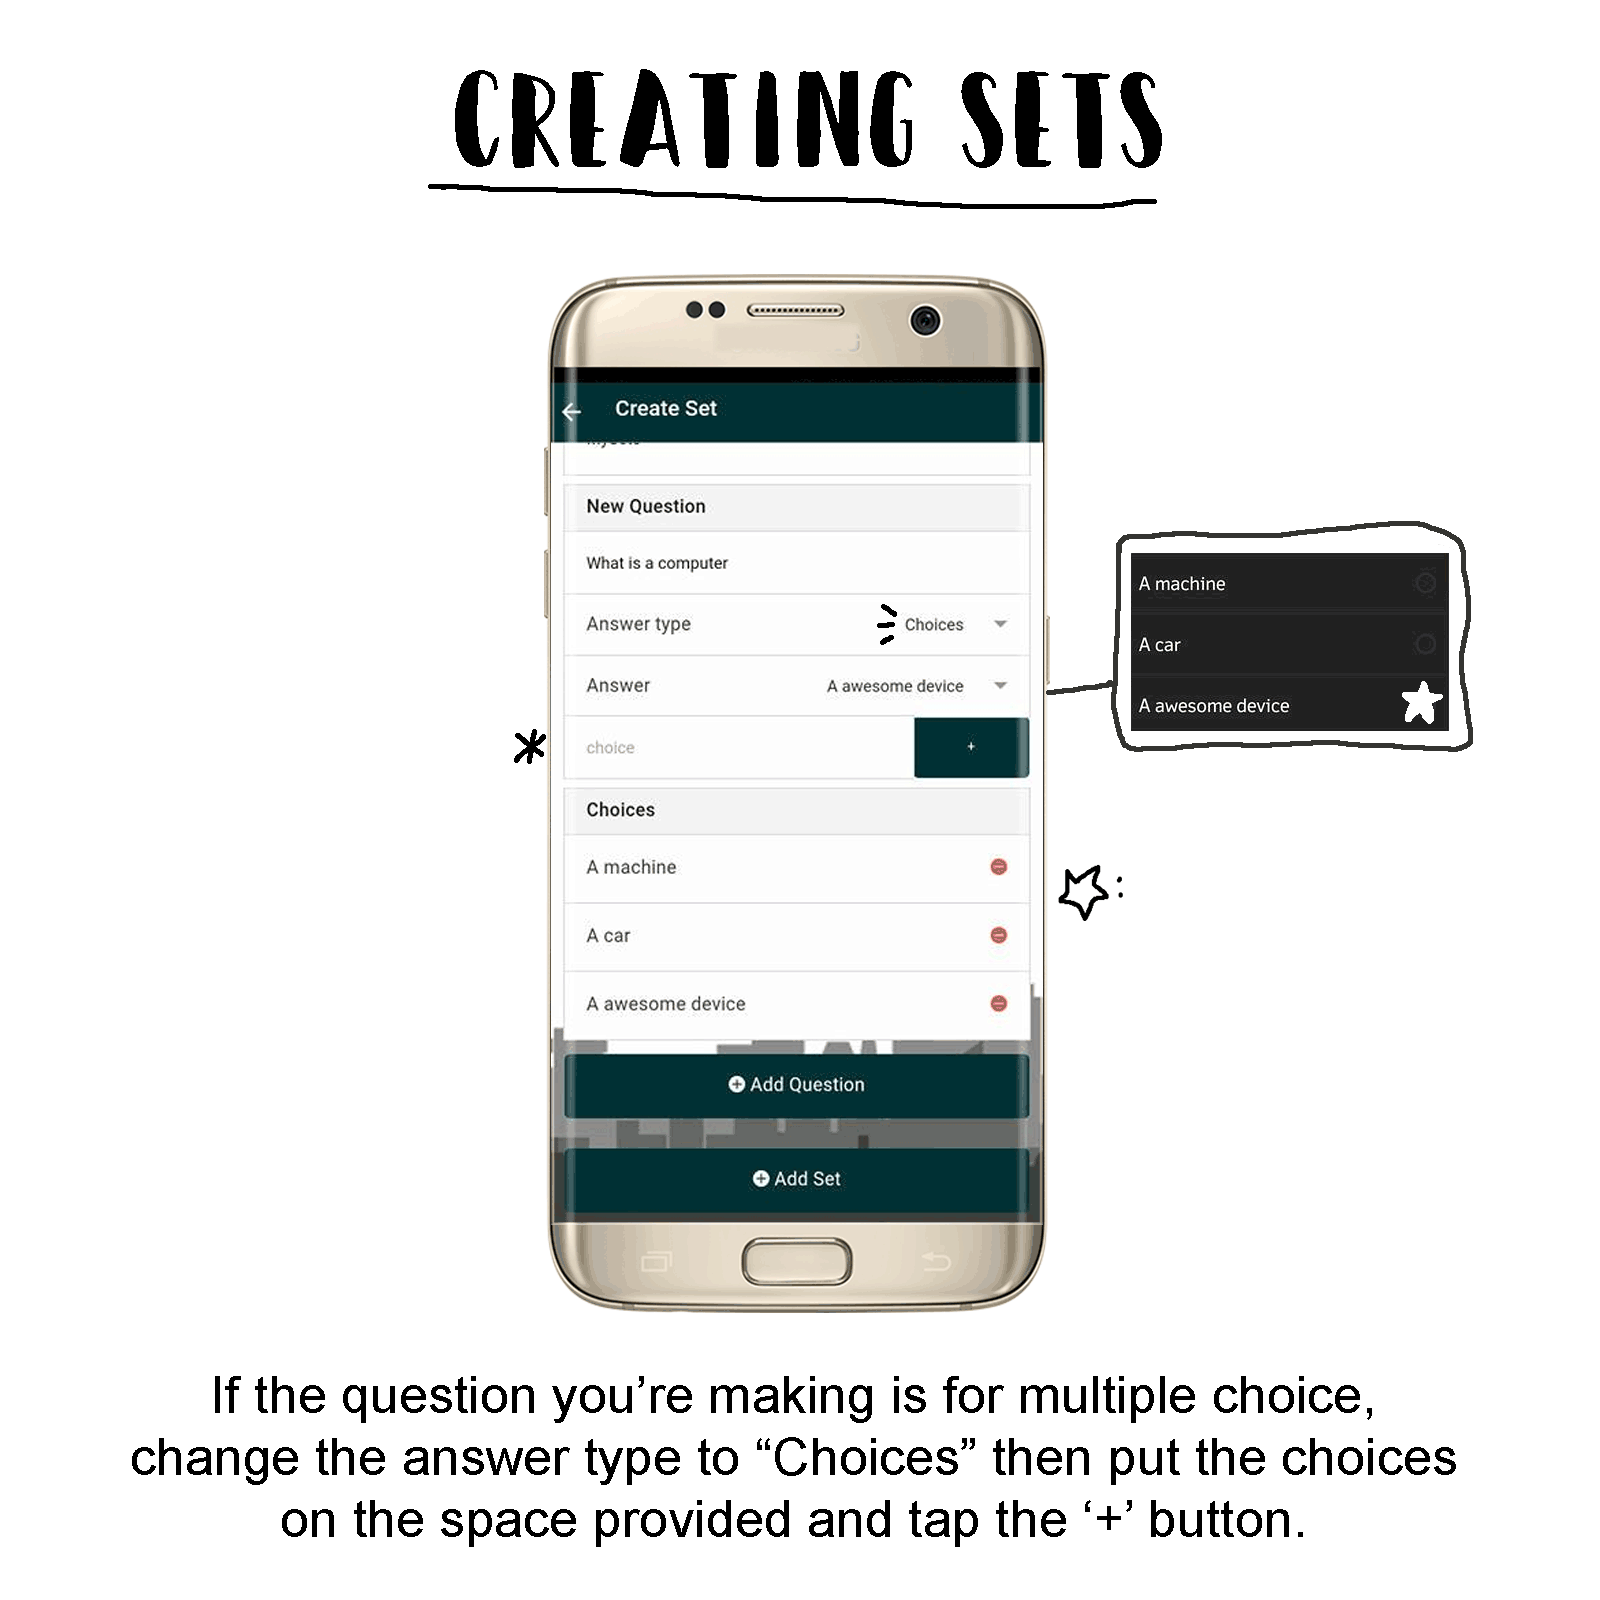 CREATING SETS
Create Set
New Question
What is a computer
Answer type Choices
Answer A awesome device
choice +
Choices
A machine
A car
A awesome device
Add Question
Add Set
A machine
A car
A awesome device
If the question you’re making is for multiple choice,
change the answer type to “Choices” then put the choices
on the space provided and tap the ‘+’ button.